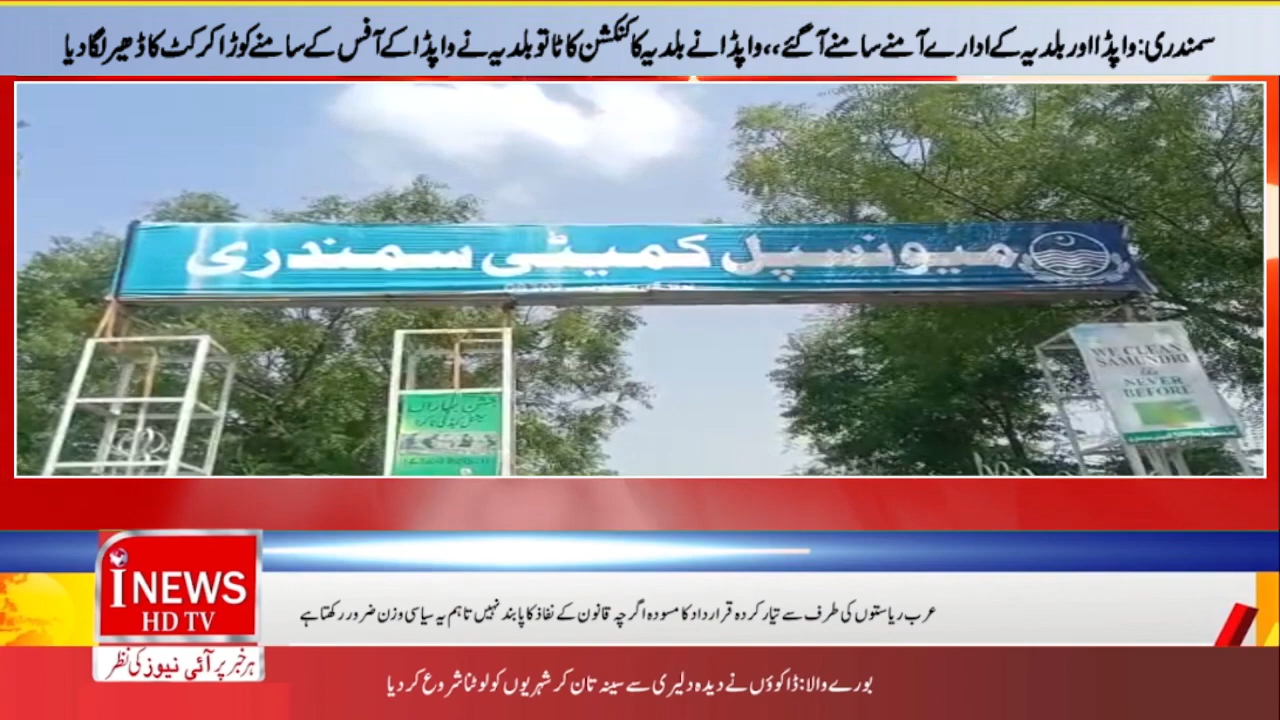 سمندری: واپڈا اور بلدیہ کے ادارے آمنے سامنے آگئے،، واپڈا نے بلدیہ کا کنکشن کاٹا تو بلدیہ نے واپڈا کے آفس کے سامنے کوڑا کرکٹ کا ڈھیر لگا دیا
میونسپل کمیٹی سمندری
WE CLEAN
SAMUNDRI
like
NEVER
BEFORE
جشن بہاراں
i NEWS
HD TV
ہر خبر پر آئی نیوز کی نظر
عرب ریاستوں کی طرف سے تیار کردہ قرارداد کا مسودہ اگرچہ قانون کے نفاذ کا پابند نہیں تاہم یہ سیاسی وزن ضرور رکھتا ہے
بورے والا: ڈاکوؤں نے دیدہ دلیری سے سینہ تان کر شہریوں کو لوٹنا شروع کر دیا